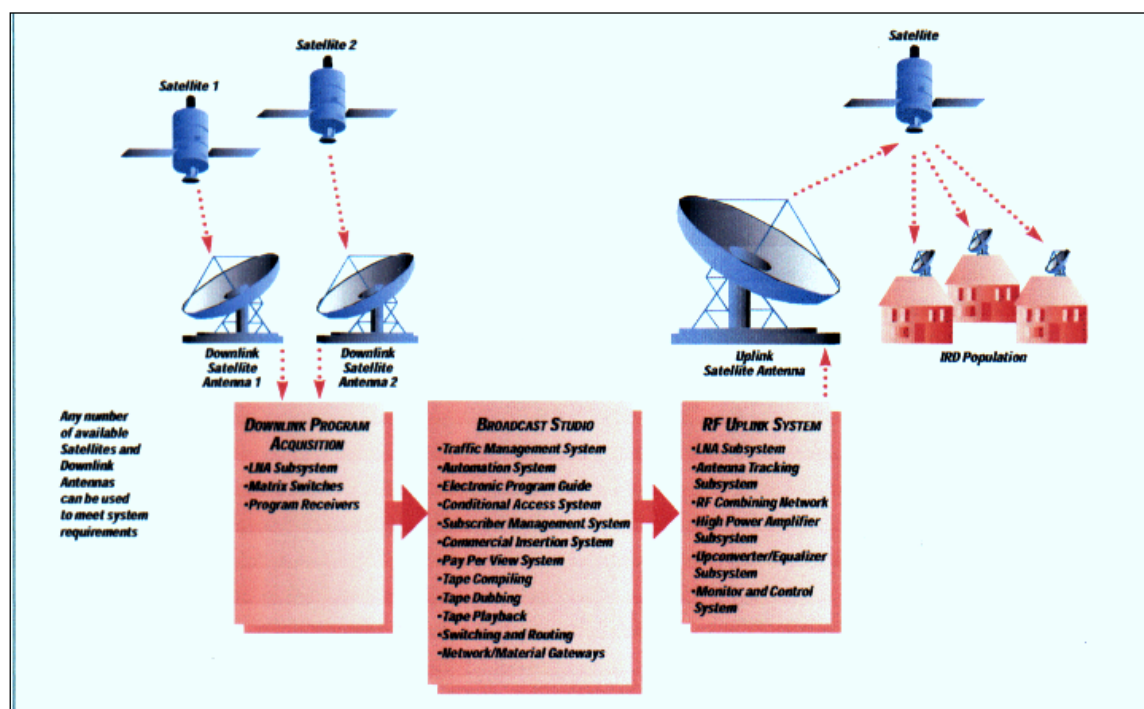 Satellite 1
Satellite 2
Satellite
Downlink
Satellite
Antenna 1
Downlink
Satellite
Antenna 2
Uplink
Satellite Antenna
IRD Population
Any number
of available
Satellites and
Downlink
Antennas
can be used
to meet system
requirements
DOWNLINK PROGRAM
ACQUISITION
•LNA Subsystem
•Matrix Switches
•Program Receivers
BROADCAST STUDIO
•Traffic Management System
•Automation System
•Electronic Program Guide
•Conditional Access System
•Subscriber Management System
•Commercial Insertion System
•Pay Per View System
•Tape Compiling
•Tape Dubbing
•Tape Playback
•Switching and Routing
•Network/Material Gateways
RF UPLINK SYSTEM
•LNA Subsystem
•Antenna Tracking
Subsystem
•RF Combining Network
•High Power Amplifier
Subsystem
•Upconverter/Equalizer
Subsystem
•Monitor and Control
System